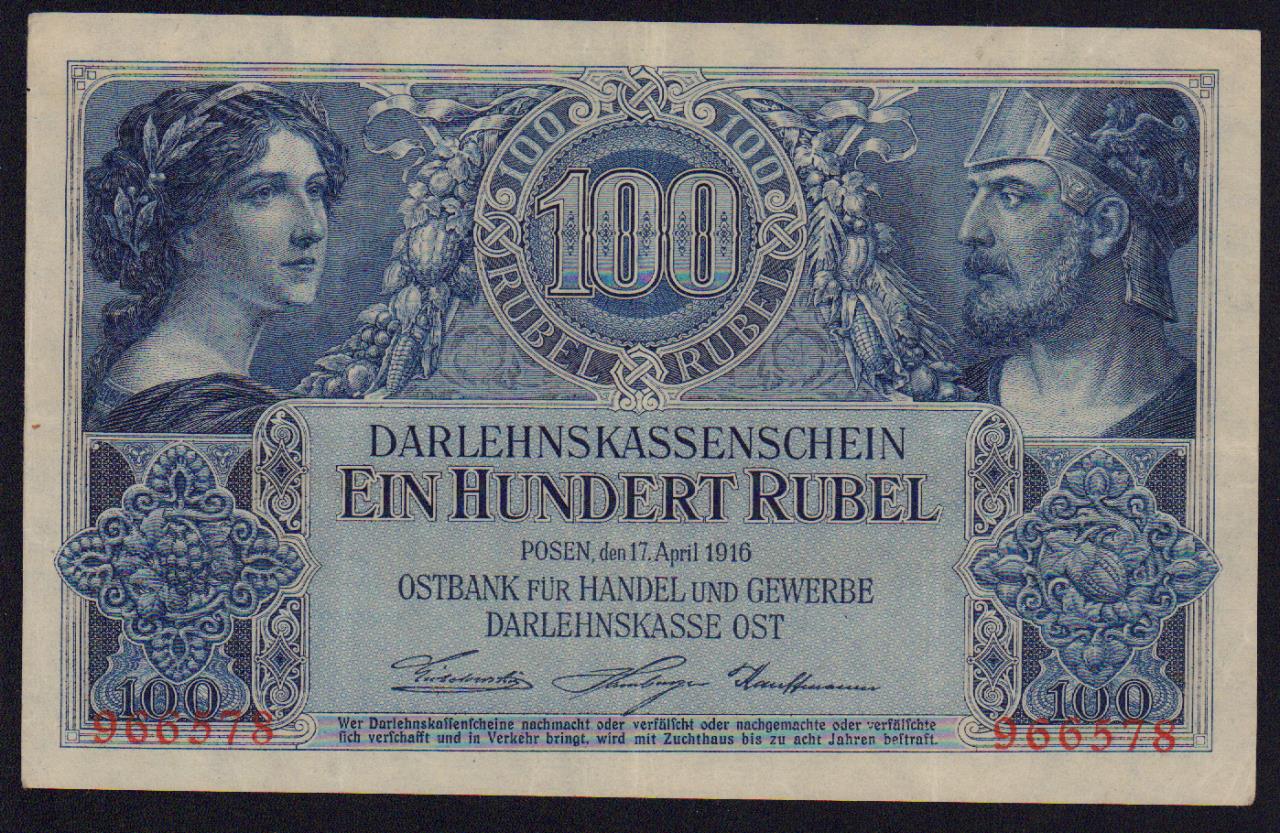 100 100
100
RUBEL RUBEL
DARLEHNSKASSENSCHEIN
EIN HUNDERT RUBEL
POSEN, den 17. April 1916
OSTBANK FÜR HANDEL UND GEWERBE
DARLEHNSKASSE OST
Hamburger Kauffmann
100 100
966578 966578
Wer Darlehnskaſſenſcheine nachmacht oder verfälſcht oder nachgemachte oder verfälſchte
ſich verſchafft und in Verkehr bringt, wird mit Zuchthaus bis zu acht Jahren beſtraft.